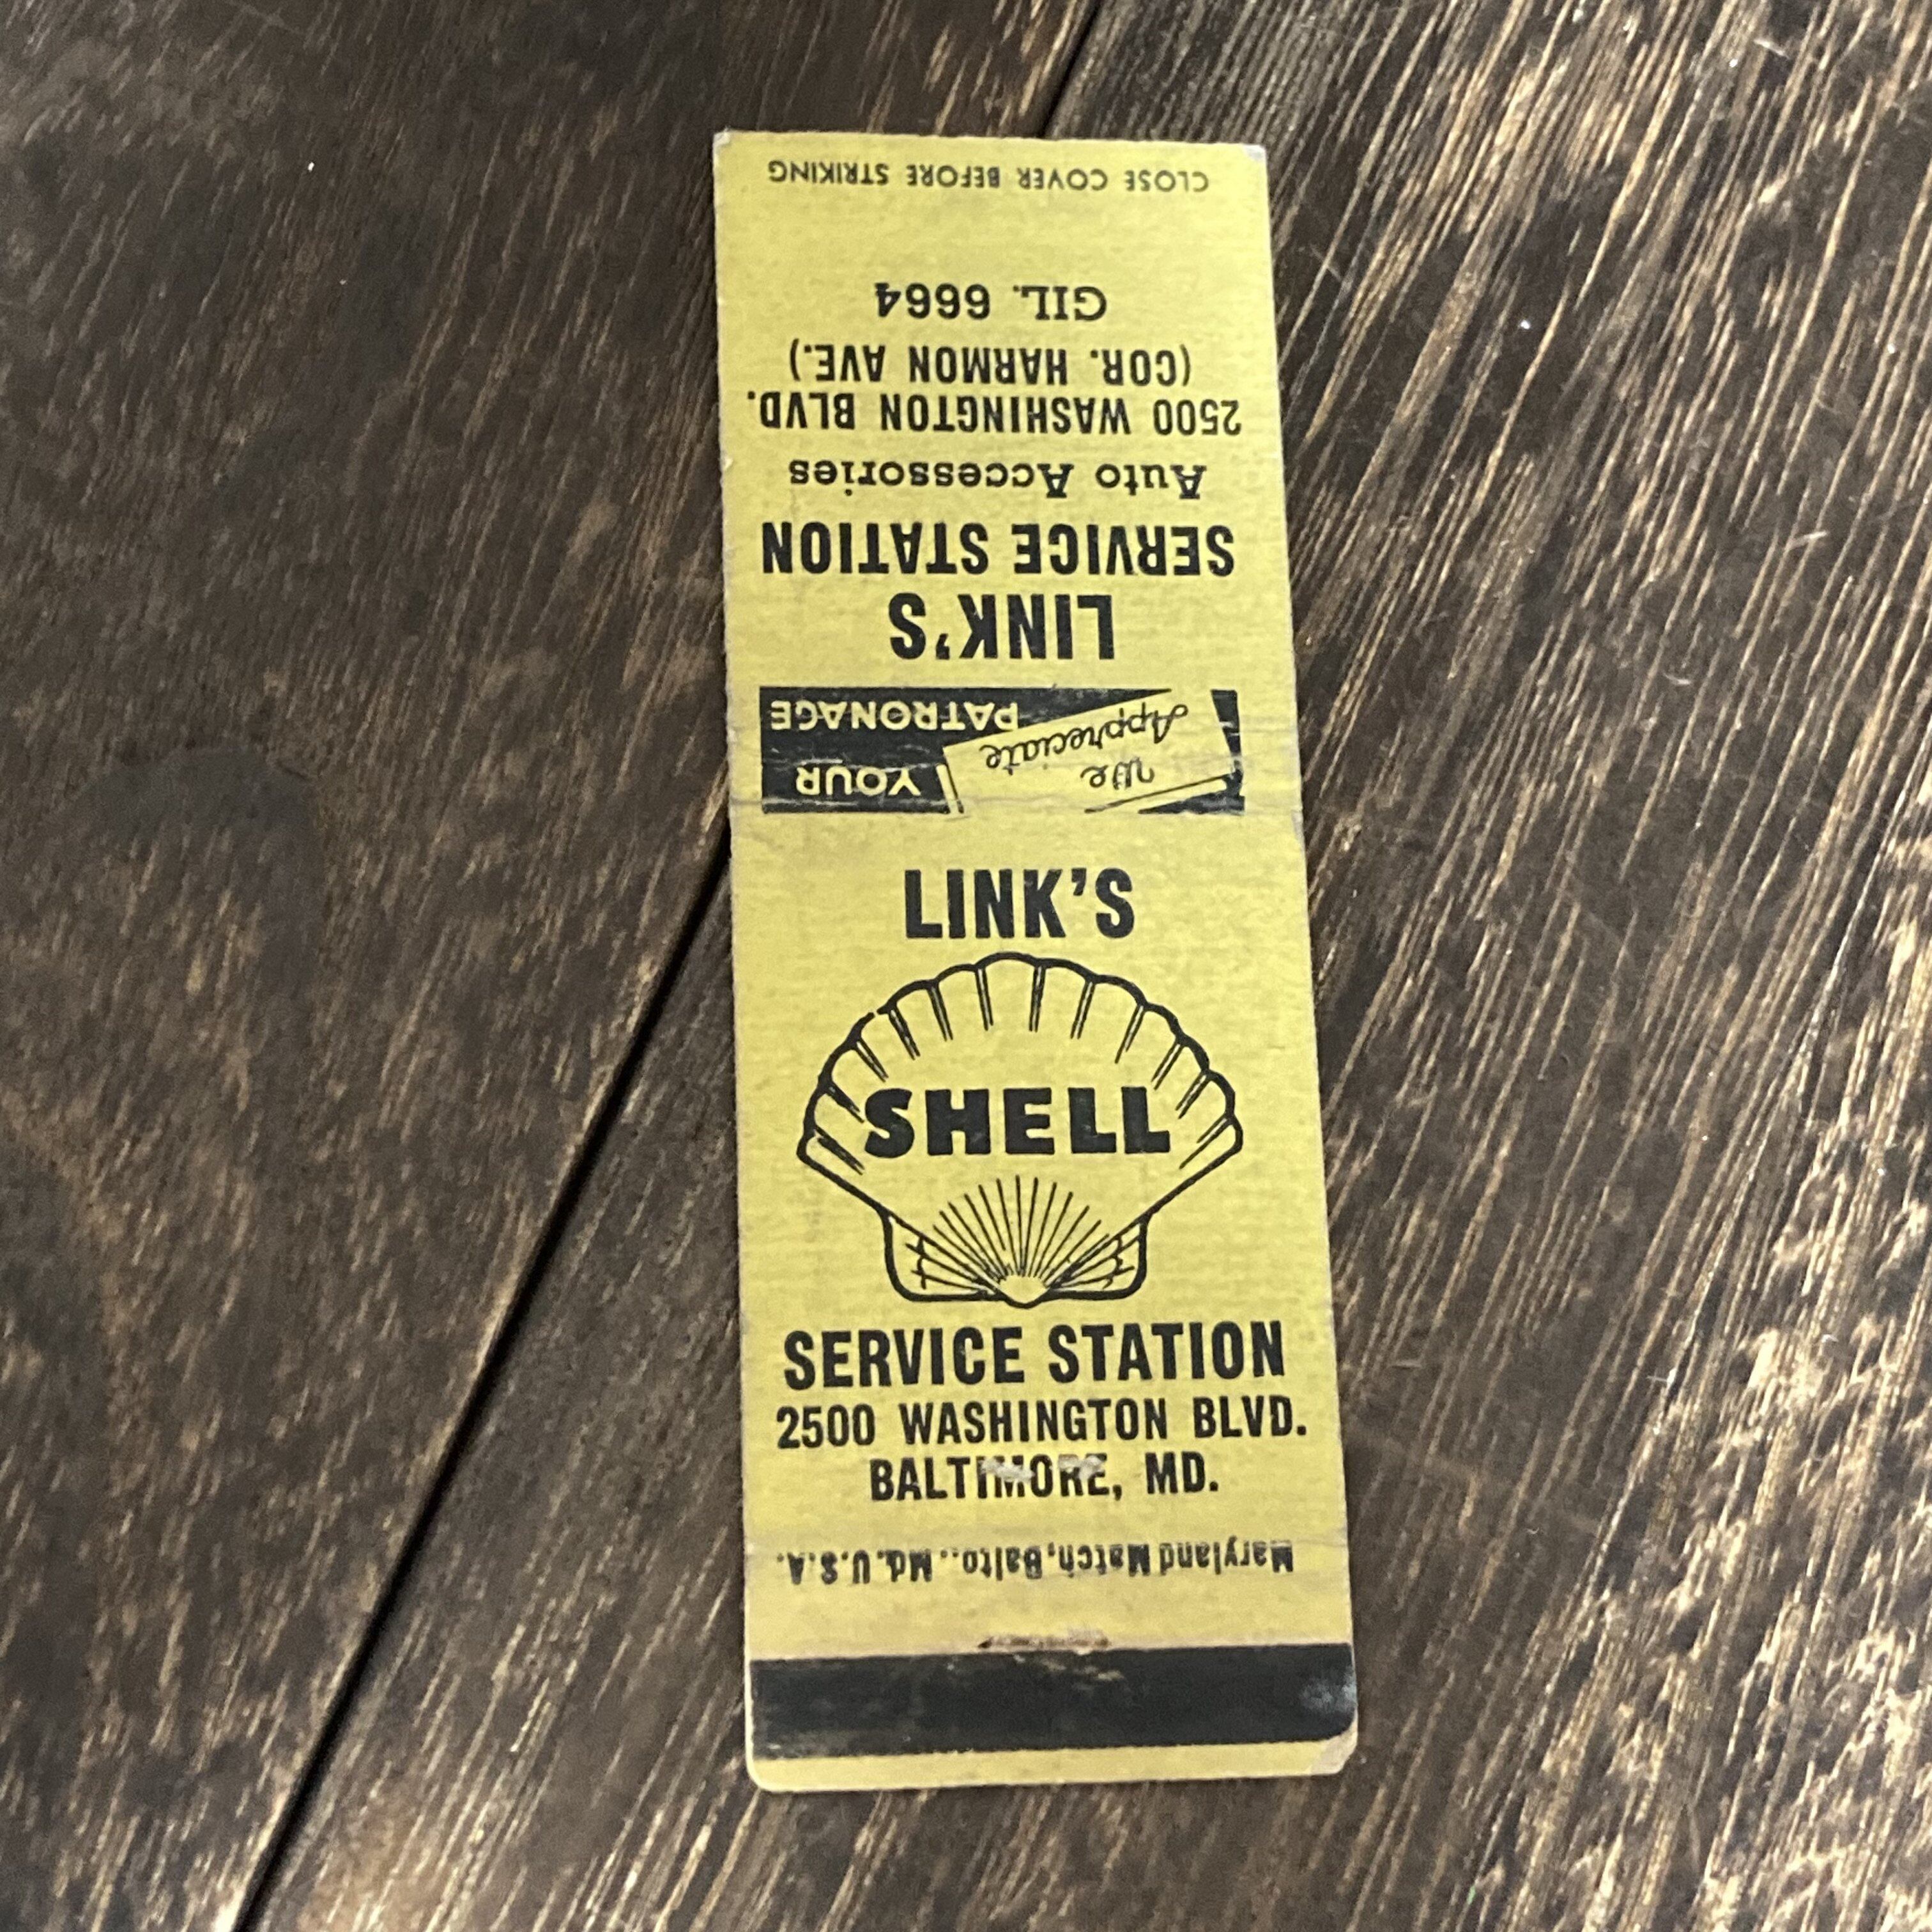 CLOSE COVER BEFORE STRIKING
LINK'S
SERVICE STATION
Auto Accessories
2500 WASHINGTON BLVD.
(COR. HARMON AVE.)
GIL. 6664
We
Appreciate
YOUR
PATRONAGE
LINK'S
SHELL
SERVICE STATION
2500 WASHINGTON BLVD.
BALTIMORE, MD.
Maryland Match, Balto., Md. U.S.A.